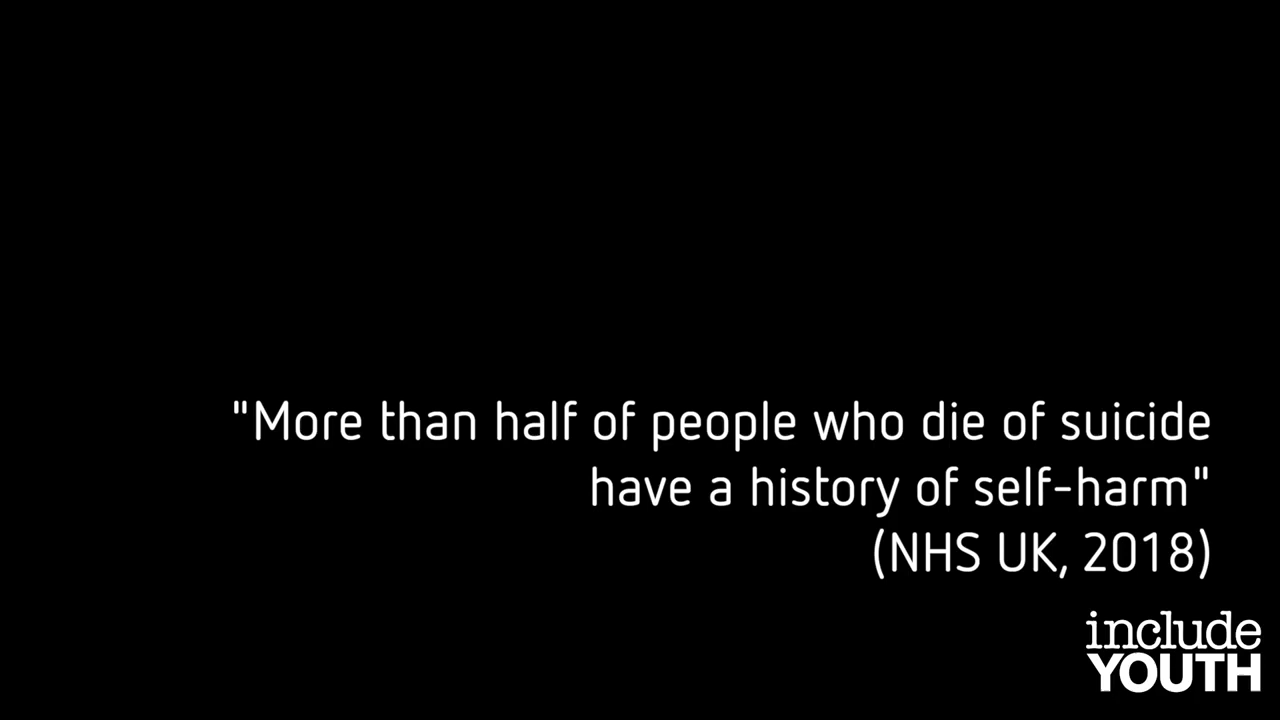 "More than half of people who die of suicide
have a history of self-harm"
(NHS UK, 2018)
include
YOUTH